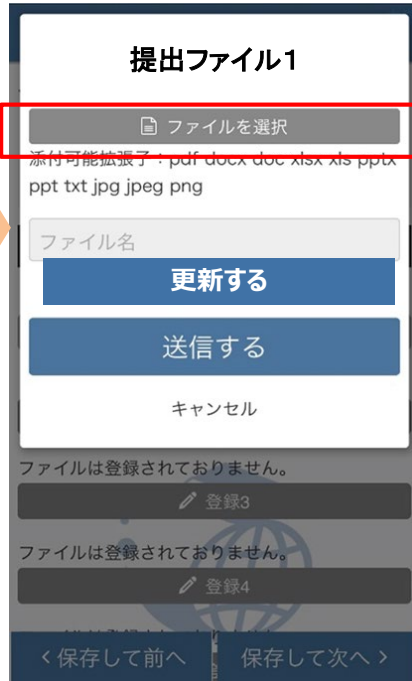 提出ファイル1
ファイルを選択
添付可能拡張子：pdf docx doc xlsx xls pptx
ppt txt jpg jpeg png
ファイル名
更新する
送信する
キャンセル
ファイルは登録されておりません。
登録3
ファイルは登録されておりません。
登録4
保存して前へ
保存して次へ